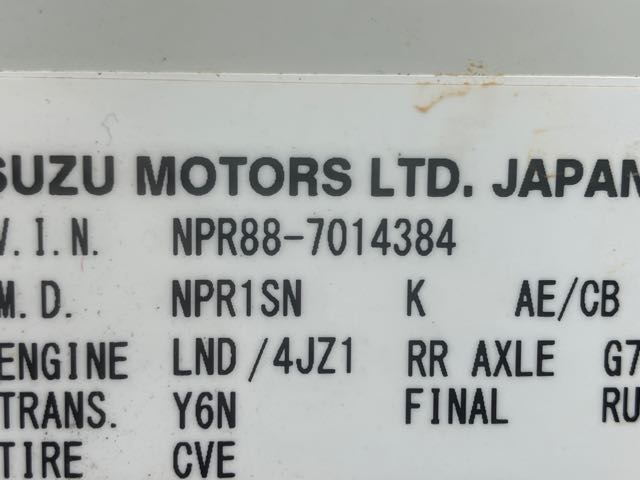 SUZU MOTORS LTD. JAPAN
V.I.N. NPR88-7014384
M.D. NPR1SN K AE/CB
ENGINE LND/4JZ1 RR AXLE G7
TRANS. Y6N FINAL RU
TIRE CVE